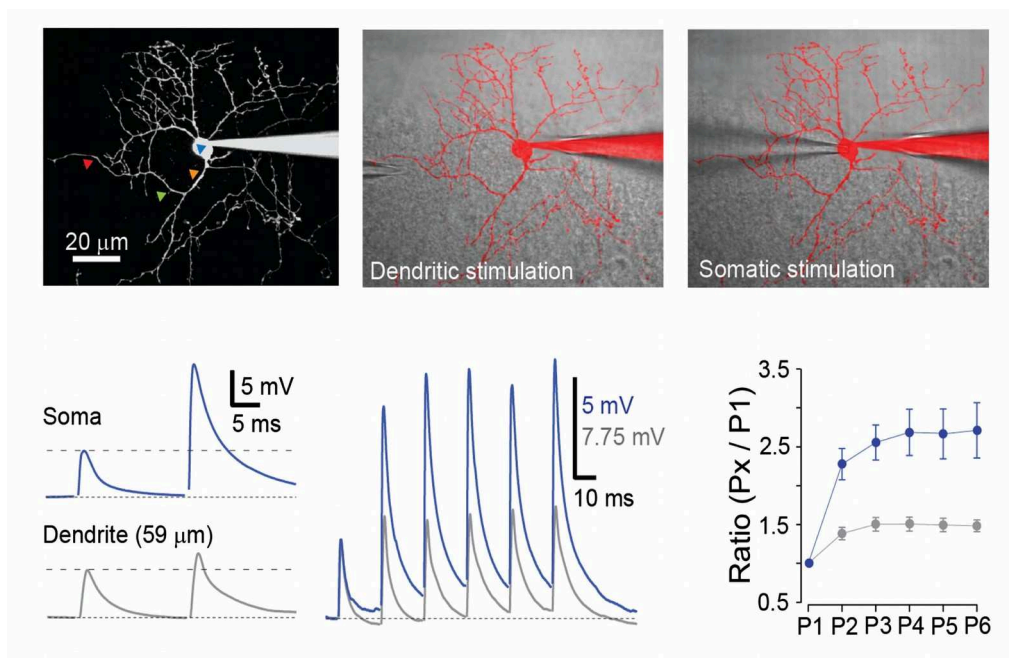 20 μm
Dendritic stimulation
Somatic stimulation
Soma
5 mV
5 ms
Dendrite (59 μm)
5 mV
7.75 mV
10 ms
Ratio (Px / P1)
3.5
2.5
1.5
0.5
P1 P2 P3 P4 P5 P6